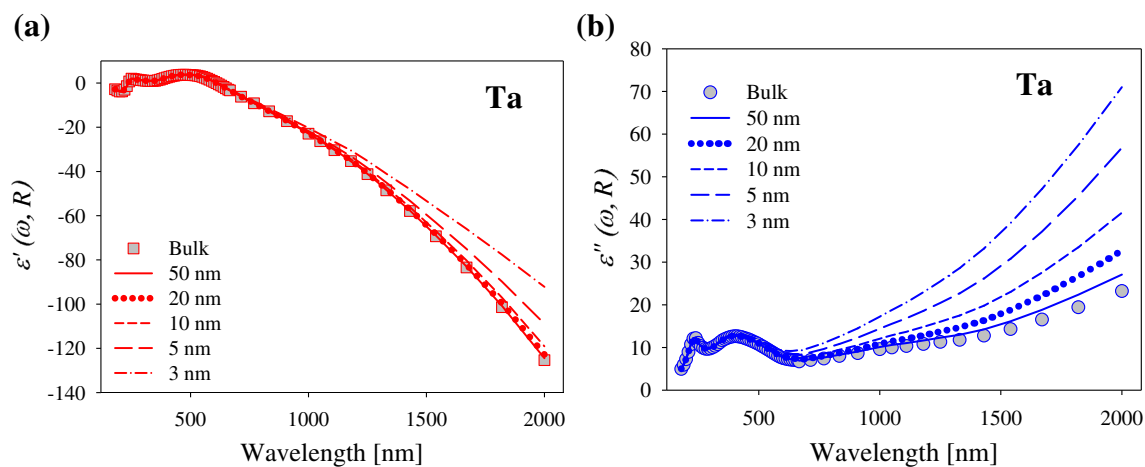 (a)
ε′ (ω, R)
0
-20
-40
-60
-80
-100
-120
-140
Ta
Bulk
50 nm
20 nm
10 nm
5 nm
3 nm
500
1000
1500
2000
Wavelength [nm]
(b)
ε″ (ω, R)
80
70
60
50
40
30
20
10
0
Ta
Bulk
50 nm
20 nm
10 nm
5 nm
3 nm
500
1000
1500
2000
Wavelength [nm]